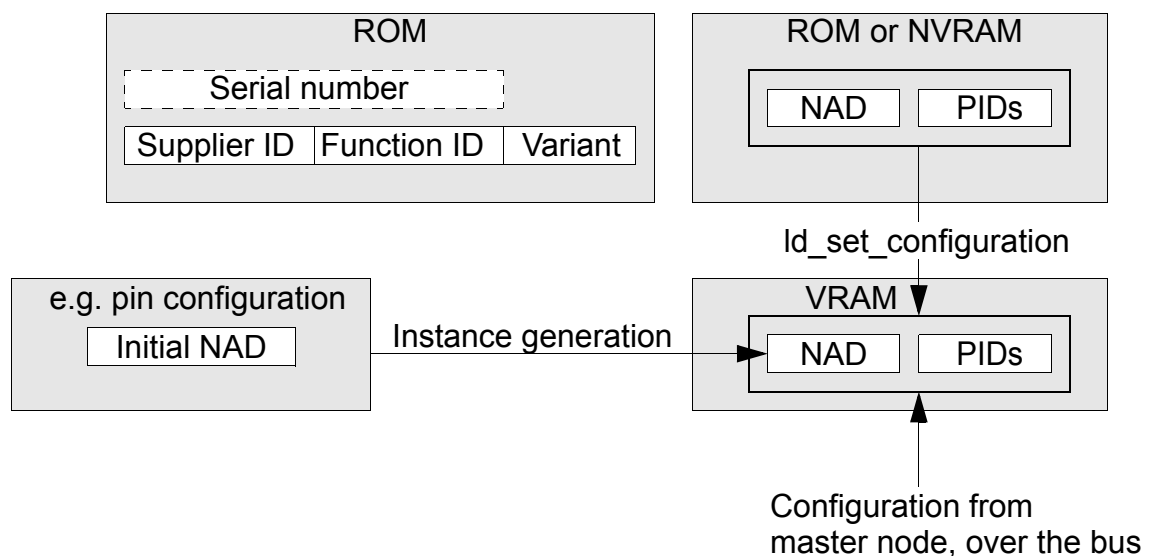 ROM
Serial number
Supplier ID Function ID Variant
ROM or NVRAM
NAD PIDs
ld_set_configuration
e.g. pin configuration
Initial NAD
Instance generation
VRAM
NAD PIDs
Configuration from
master node, over the bus